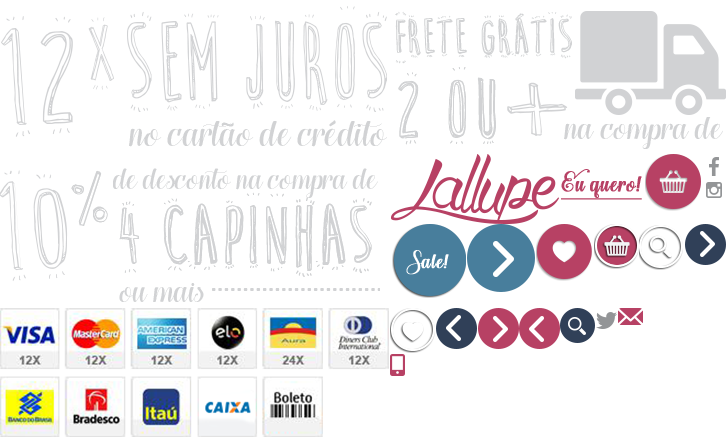 12x SEM JUROS
no cartão de crédito
FRETE GRÁTIS
2 OU +
na compra de
10% de desconto na compra de
4 CAPINHAS
ou mais
Lallupe
Eu quero!
Sale!
VISA
12X
MasterCard
12X
AMERICAN EXPRESS
12X
elo
12X
Aura
24X
Diners Club International
12X
BANCO DO BRASIL
Bradesco
Itaú
CAIXA
Boleto